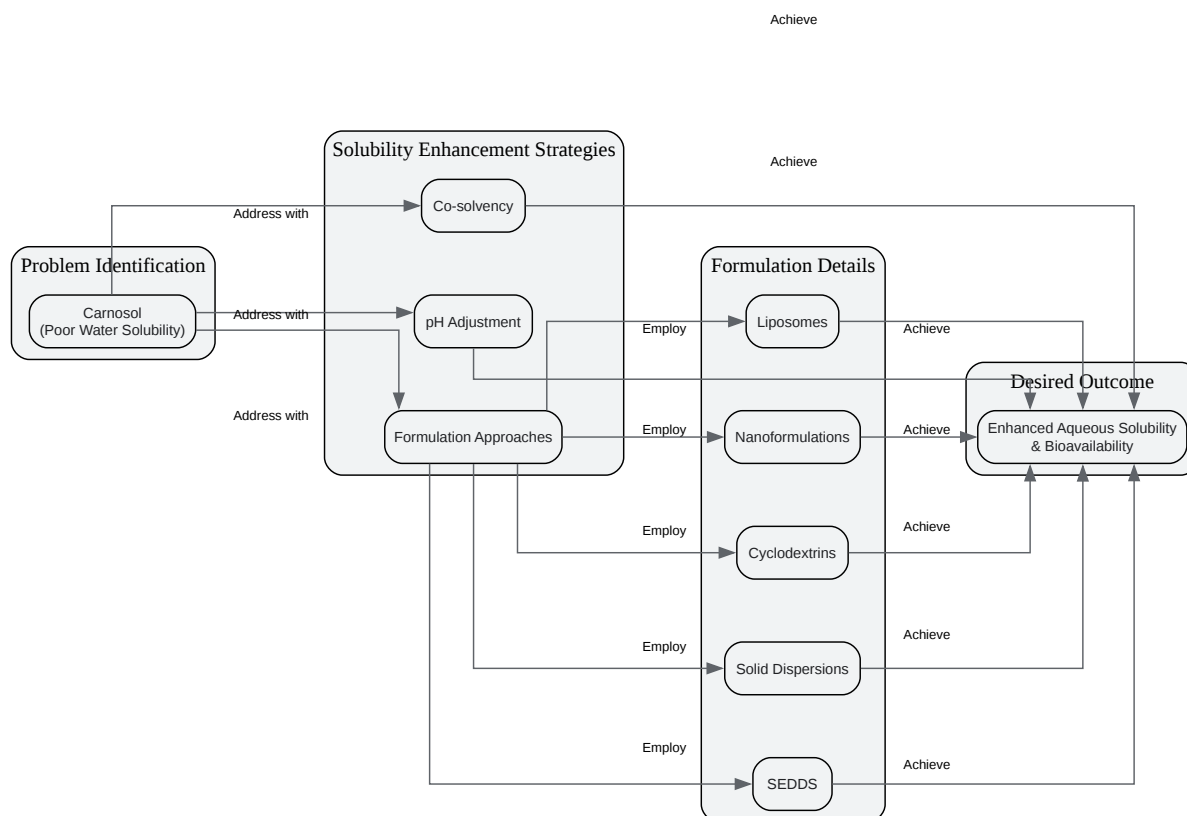 Achieve
Solubility Enhancement Strategies
Achieve
Co-solvency
Address with
Problem Identification
Formulation Details
Carnosol
(Poor Water Solubility)
Address with
pH Adjustment
Employ
Liposomes
Achieve
Desired Outcome
Address with
Formulation Approaches
Employ
Nanoformulations
Achieve
Enhanced Aqueous Solubility
& Bioavailability
Employ
Cyclodextrins
Achieve
Employ
Solid Dispersions
Achieve
Employ
SEDDS
Achieve